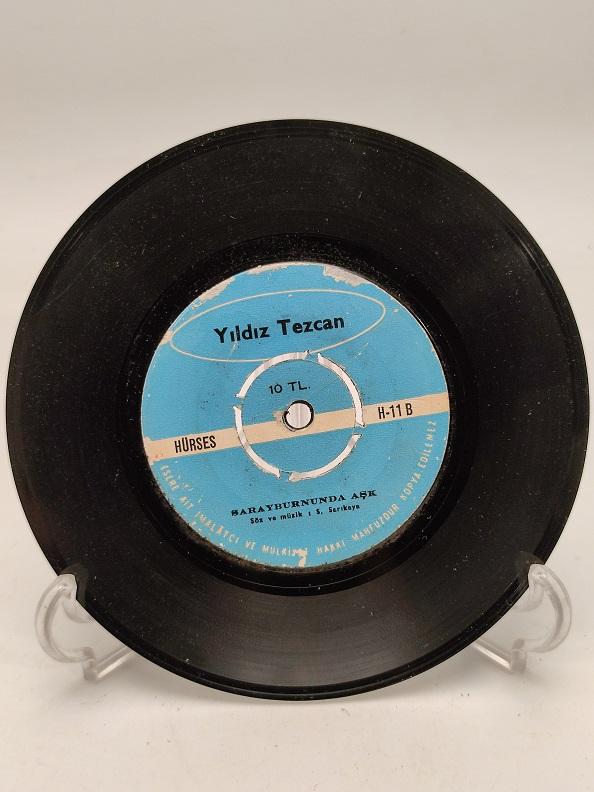 Yıldız Tezcan
10 TL.
HÜRSES
H-11 B
SARAYBURNUNDA AŞK
Söz ve müzik : S. Sarıkaya
ESERE AİT İMALATÇI VE MÜLKİ HAKKI MAHFUZDUR KOPYA EDİLEMEZ